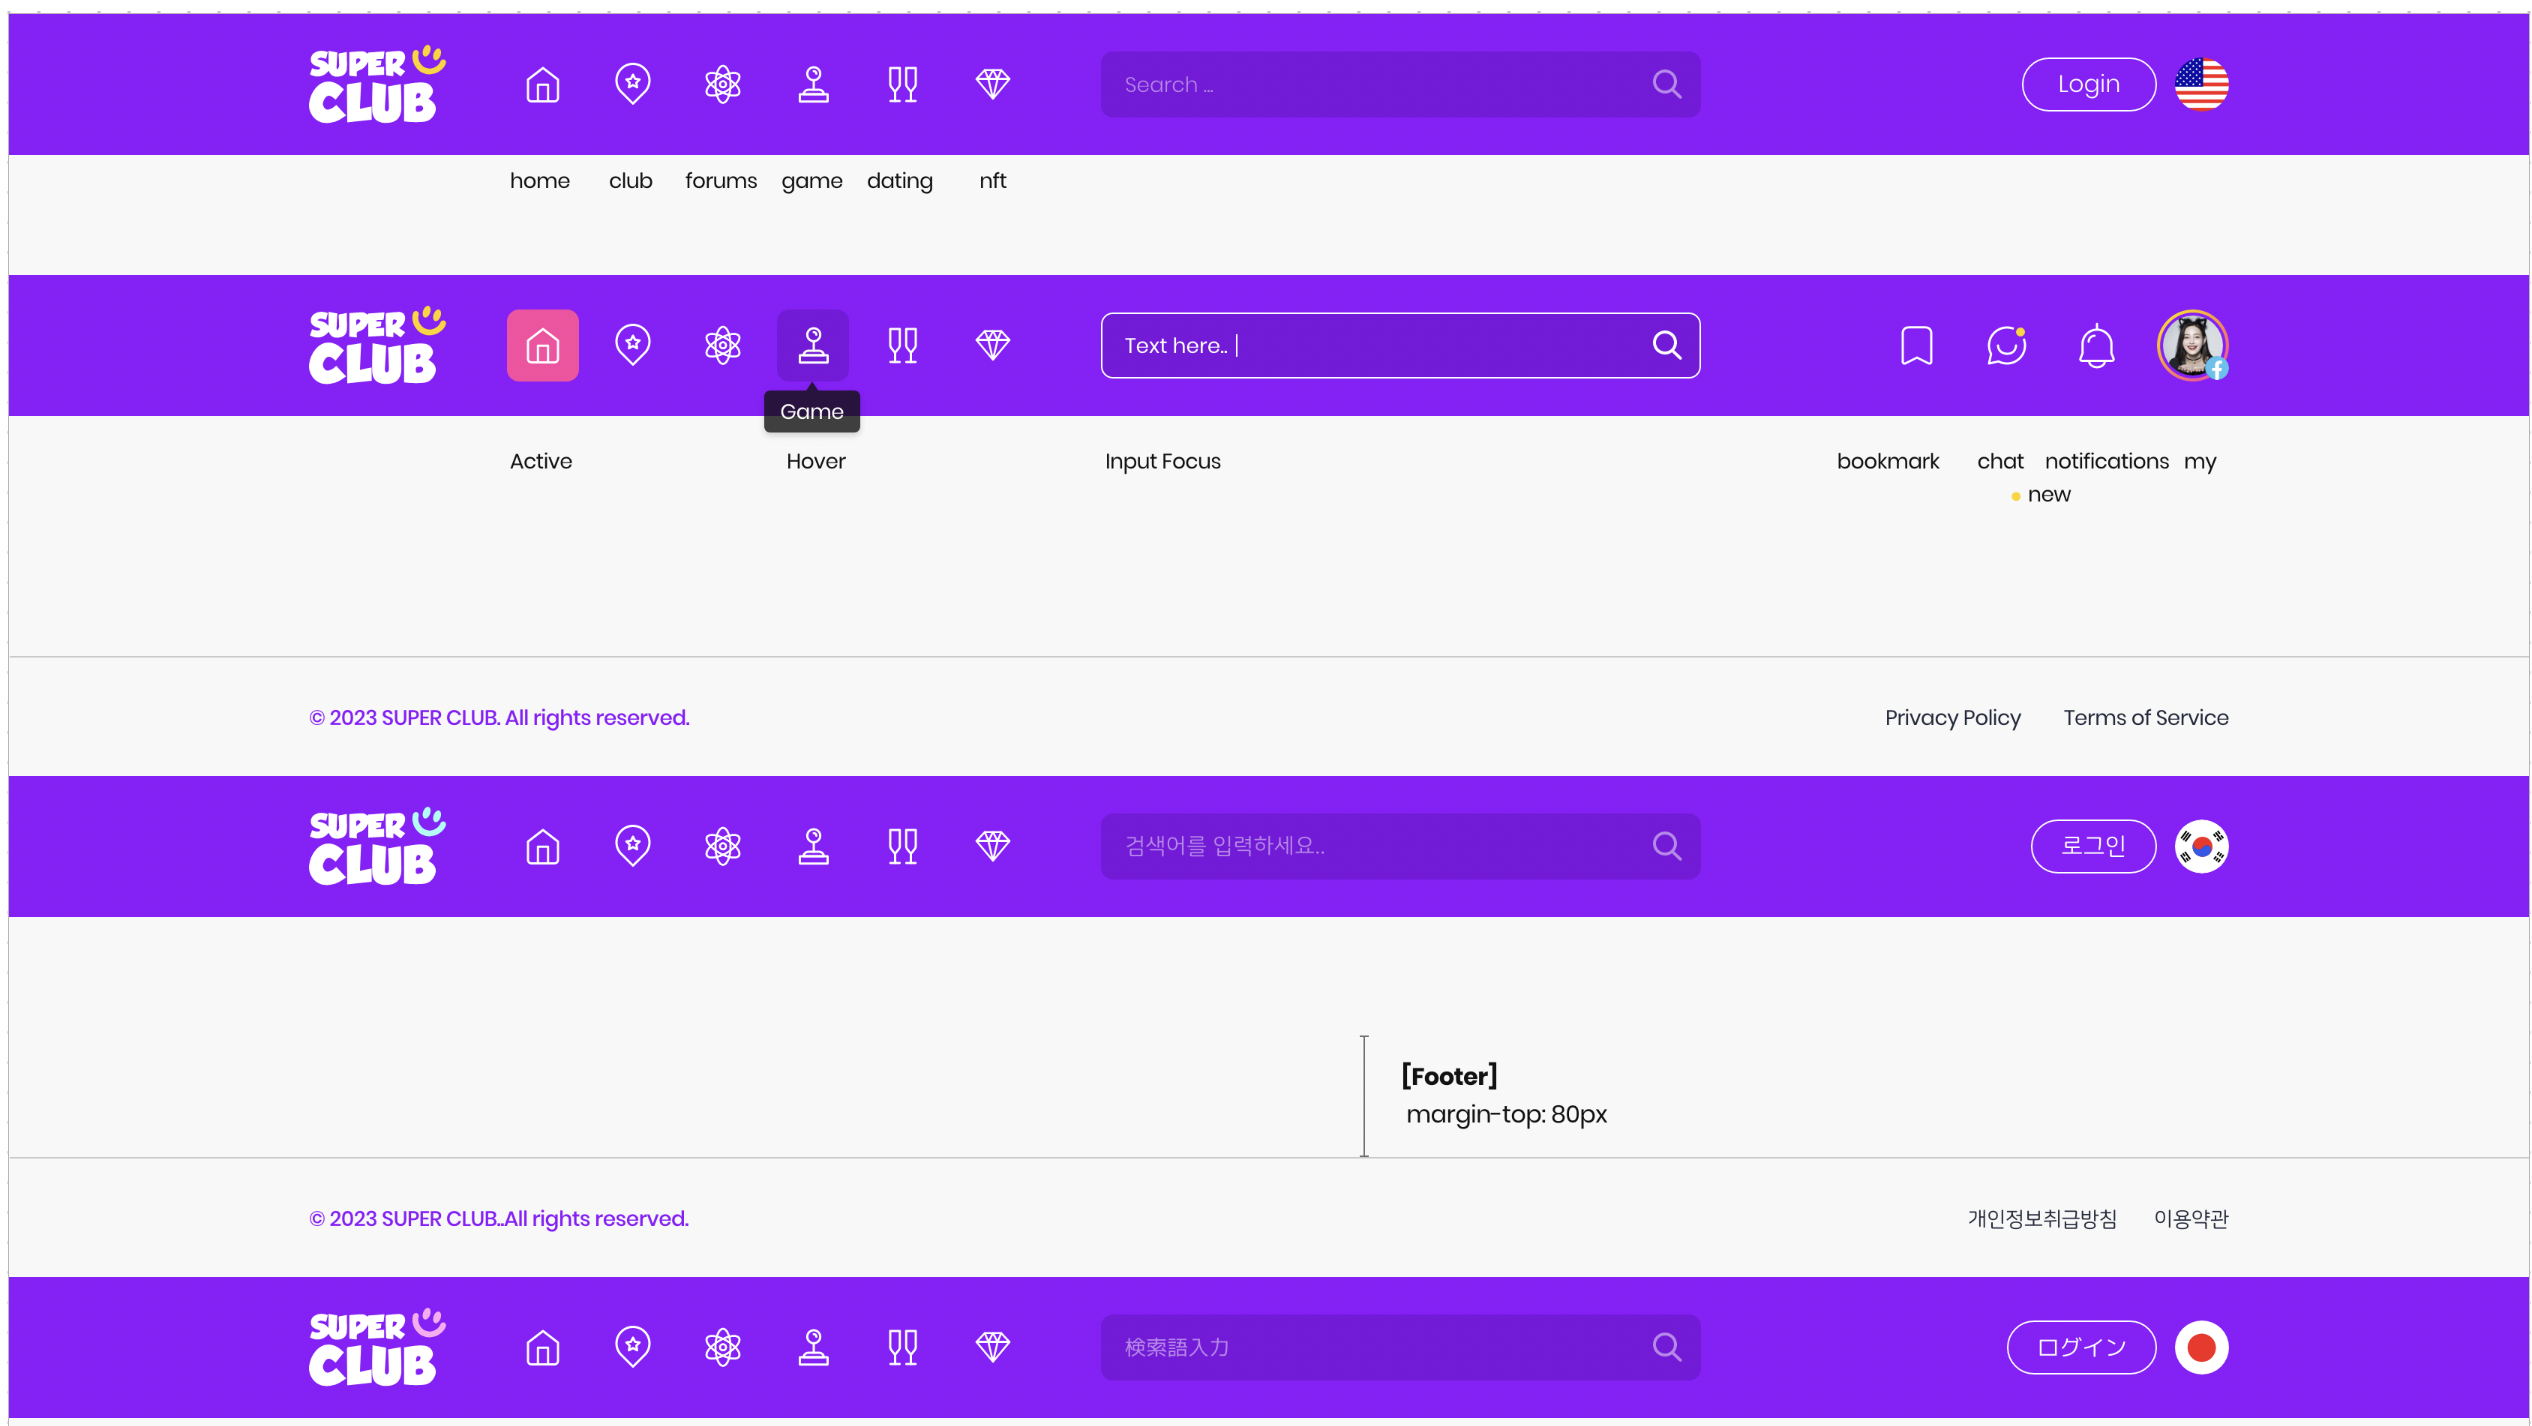 SUPER
CLUB
Search ...
Login
home club forums game dating nft
SUPER
CLUB
Text here.. |
Game
Active Hover Input Focus bookmark chat notifications my
new
© 2023 SUPER CLUB. All rights reserved. Privacy Policy Terms of Service
SUPER
CLUB
검색어를 입력하세요..
로그인
[Footer]
margin-top: 80px
© 2023 SUPER CLUB..All rights reserved. 개인정보취급방침 이용약관
SUPER
CLUB
検索語入力
ログイン